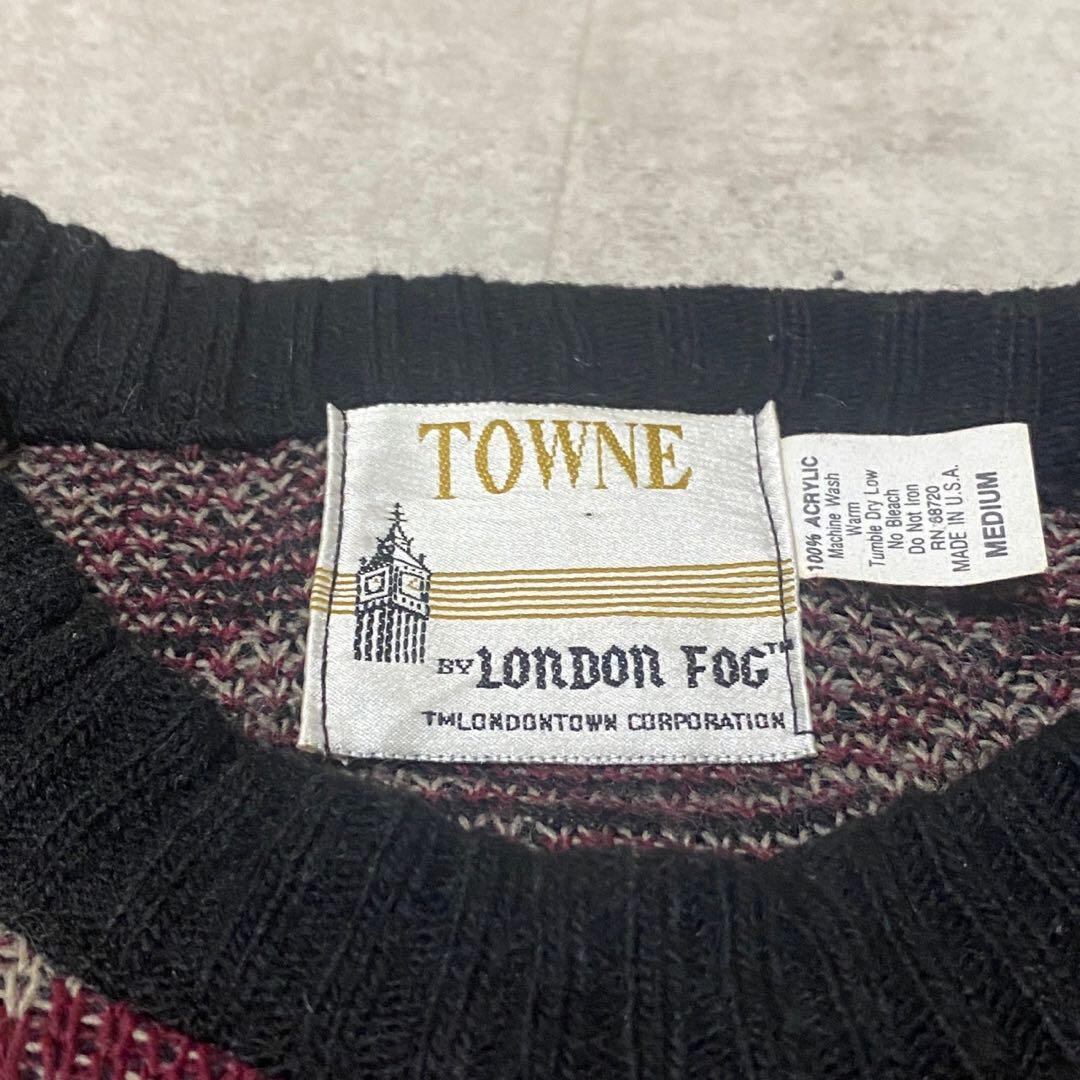 TOWNE
BY LONDON FOG™
TMLONDONTOWN CORPORATION
100% ACRYLIC
Machine Wash
Warm
Tumble Dry Low
No Bleach
Do Not Iron
RN 68720
MADE IN U.S.A.
MEDIUM